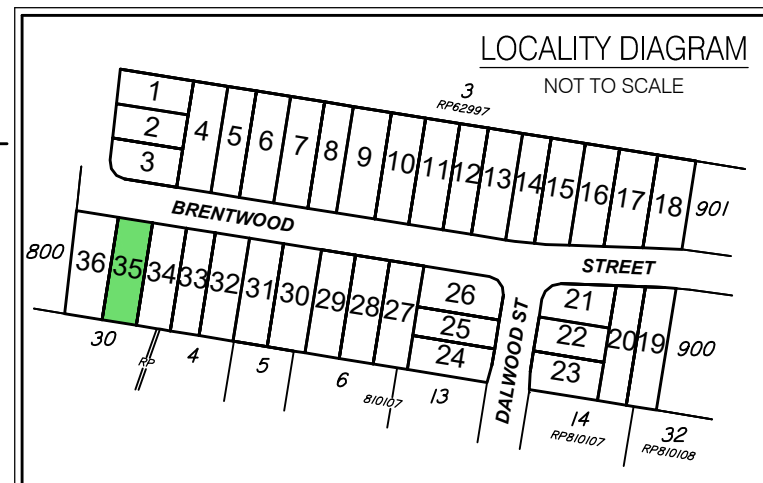 LOCALITY DIAGRAM
NOT TO SCALE
3
RP62997
1
2
3
4 5 6 7 8 9 10 11 12 13 14 15 16 17 18 901
BRENTWOOD
STREET
800 36 35 34 33 32 31 30 29 28 27
26
25
24
DALWOOD ST
21
22
23
20 19 900
30 RP 4 5 6 810107 13
14
RP810107
32
RP810108